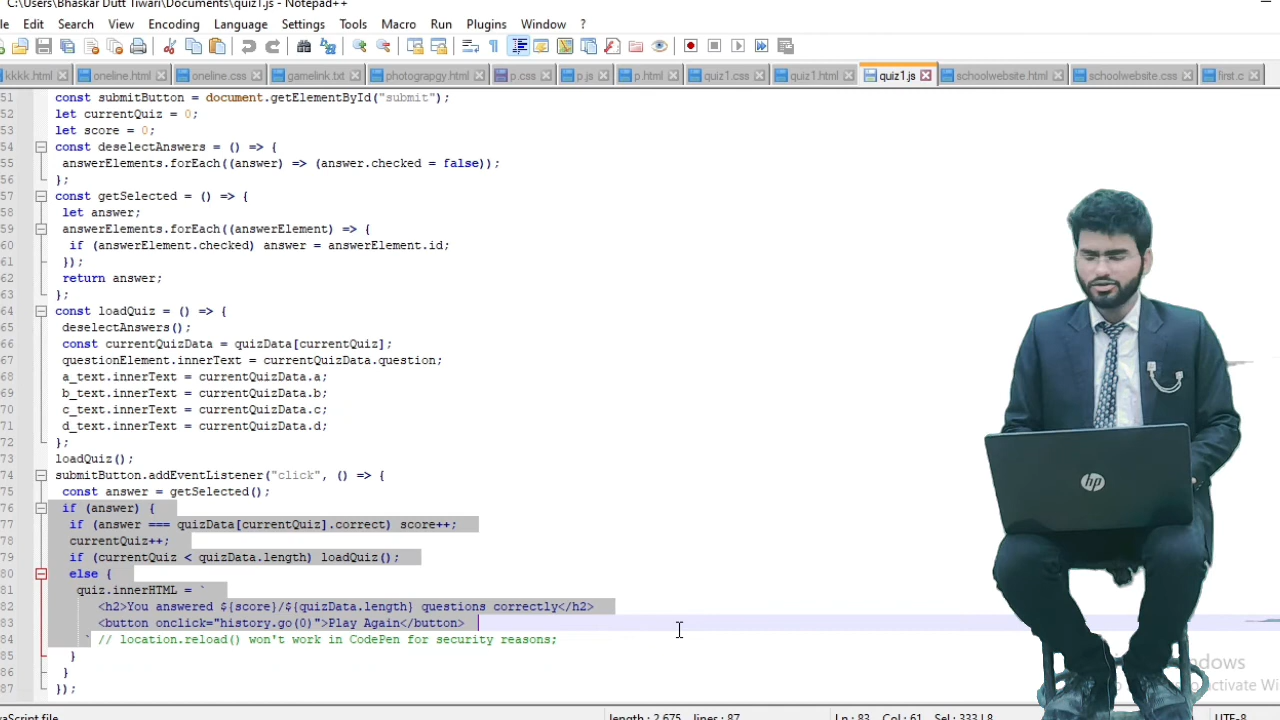 C:\Users\Bhaskar Dutt Tiwari\Documents\quiz1.js - Notepad++
le Edit Search View Encoding Language Settings Tools Macro Run Plugins Window ?
kkkk.html oneline.html oneline.css gamelink.txt photograpgy.html p.css p.js p.html quiz1.css quiz1.html quiz1.js schoolwebsite.html schoolwebsite.css first.c
51 const submitButton = document.getElementById("submit");
52 let currentQuiz = 0;
53 let score = 0;
54 const deselectAnswers = () => {
55 answerElements.forEach((answer) => (answer.checked = false));
56 };
57 const getSelected = () => {
58 let answer;
59 answerElements.forEach((answerElement) => {
60 if (answerElement.checked) answer = answerElement.id;
61 });
62 return answer;
63 };
64 const loadQuiz = () => {
65 deselectAnswers();
66 const currentQuizData = quizData[currentQuiz];
67 questionElement.innerText = currentQuizData.question;
68 a_text.innerText = currentQuizData.a;
69 b_text.innerText = currentQuizData.b;
70 c_text.innerText = currentQuizData.c;
71 d_text.innerText = currentQuizData.d;
72 };
73 loadQuiz();
74 submitButton.addEventListener("click", () => {
75 const answer = getSelected();
76 if (answer) {
77 if (answer === quizData[currentQuiz].correct) score++;
78 currentQuiz++;
79 if (currentQuiz < quizData.length) loadQuiz();
80 else {
81 quiz.innerHTML = `
82 <h2>You answered ${score}/${quizData.length} questions correctly</h2>
83 <button onclick="history.go(0)">Play Again</button>
84 ` // location.reload() won't work in CodePen for security reasons;
85 }
86 }
87 });
hp
ndows
activate Wi
vaScript file length : 2,675 lines : 87 Ln : 83 Col : 61 Sel : 333 | 8 UTF-8